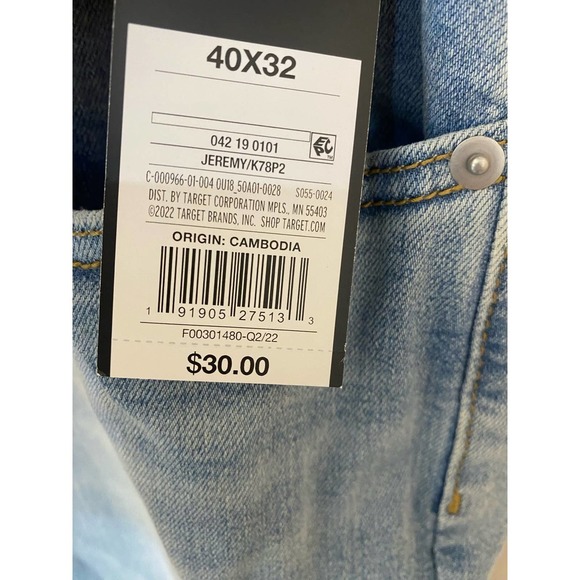 40X32
042 19 0101
JEREMY/K78P2
C-000966-01-004 0U18_50A01-0028 S055-0024
DIST. BY TARGET CORPORATION MPLS., MN 55403
©2022 TARGET BRANDS, INC. SHOP TARGET.COM
ORIGIN: CAMBODIA
1 91905 27513 3
F00301480-Q2/22
$30.00